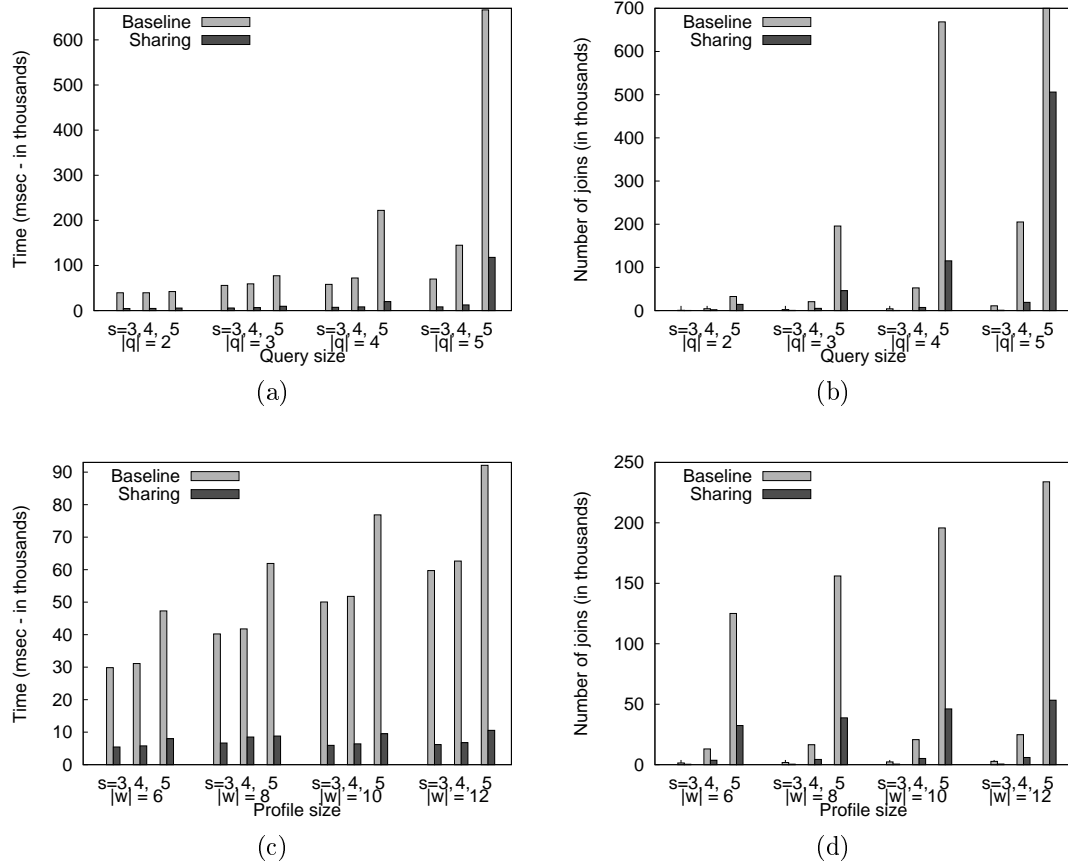 Time (msec - in thousands)
600
500
400
300
200
100
0
Baseline
Sharing
s=3, 4, 5
|q| = 2
s=3, 4, 5
|q| = 3
s=3, 4, 5
|q| = 4
s=3, 4, 5
|q| = 5
Query size
(a)
Number of joins (in thousands)
700
600
500
400
300
200
100
0
Baseline
Sharing
s=3, 4, 5
|q| = 2
s=3, 4, 5
|q| = 3
s=3, 4, 5
|q| = 4
s=3, 4, 5
|q| = 5
Query size
(b)
Time (msec - in thousands)
90
80
70
60
50
40
30
20
10
0
Baseline
Sharing
s=3, 4, 5
|w| = 6
s=3, 4, 5
|w| = 8
s=3, 4, 5
|w| = 10
s=3, 4, 5
|w| = 12
Profile size
(c)
Number of joins (in thousands)
250
200
150
100
50
0
Baseline
Sharing
s=3, 4, 5
|w| = 6
s=3, 4, 5
|w| = 8
s=3, 4, 5
|w| = 10
s=3, 4, 5
|w| = 12
Profile size
(d)